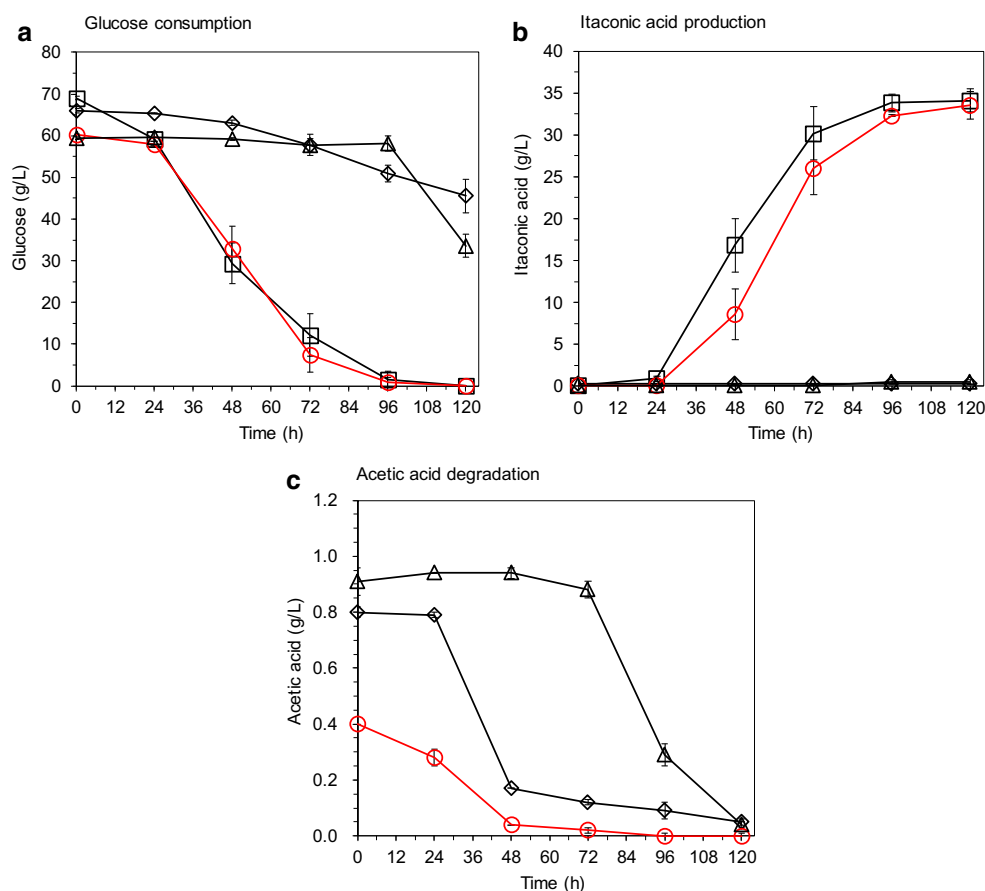 a Glucose consumption
80
70
60
50
40
30
20
10
0
Glucose (g/L)
0 12 24 36 48 60 72 84 96 108 120
Time (h)
b Itaconic acid production
40
35
30
25
20
15
10
5
0
Itaconic acid (g/L)
0 12 24 36 48 60 72 84 96 108 120
Time (h)
c Acetic acid degradation
1.2
1.0
0.8
0.6
0.4
0.2
0.0
Acetic acid (g/L)
0 12 24 36 48 60 72 84 96 108 120
Time (h)